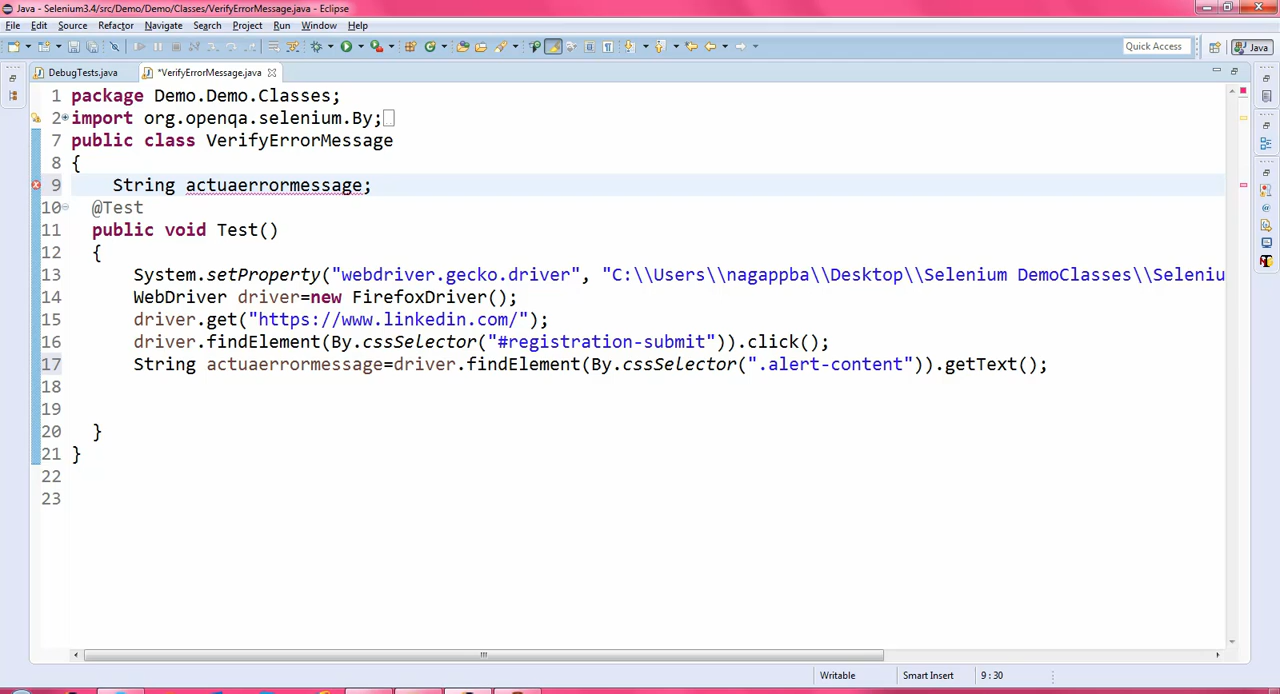 Java - Selenium3.4/src/Demo/Demo/Classes/VerifyErrorMessage.java - Eclipse
File Edit Source Refactor Navigate Search Project Run Window Help
Quick Access Java
DebugTests.java *VerifyErrorMessage.java
1 package Demo.Demo.Classes;
2 import org.openqa.selenium.By;
7 public class VerifyErrorMessage
8 {
9 String actuaerrormessage;
10 @Test
11 public void Test()
12 {
13 System.setProperty("webdriver.gecko.driver", "C:\\Users\\nagappba\\Desktop\\Selenium DemoClasses\\Seleniu
14 WebDriver driver=new FirefoxDriver();
15 driver.get("https://www.linkedin.com/");
16 driver.findElement(By.cssSelector("#registration-submit")).click();
17 String actuaerrormessage=driver.findElement(By.cssSelector(".alert-content")).getText();
18
19
20 }
21 }
22
23
Writable Smart Insert 9 : 30